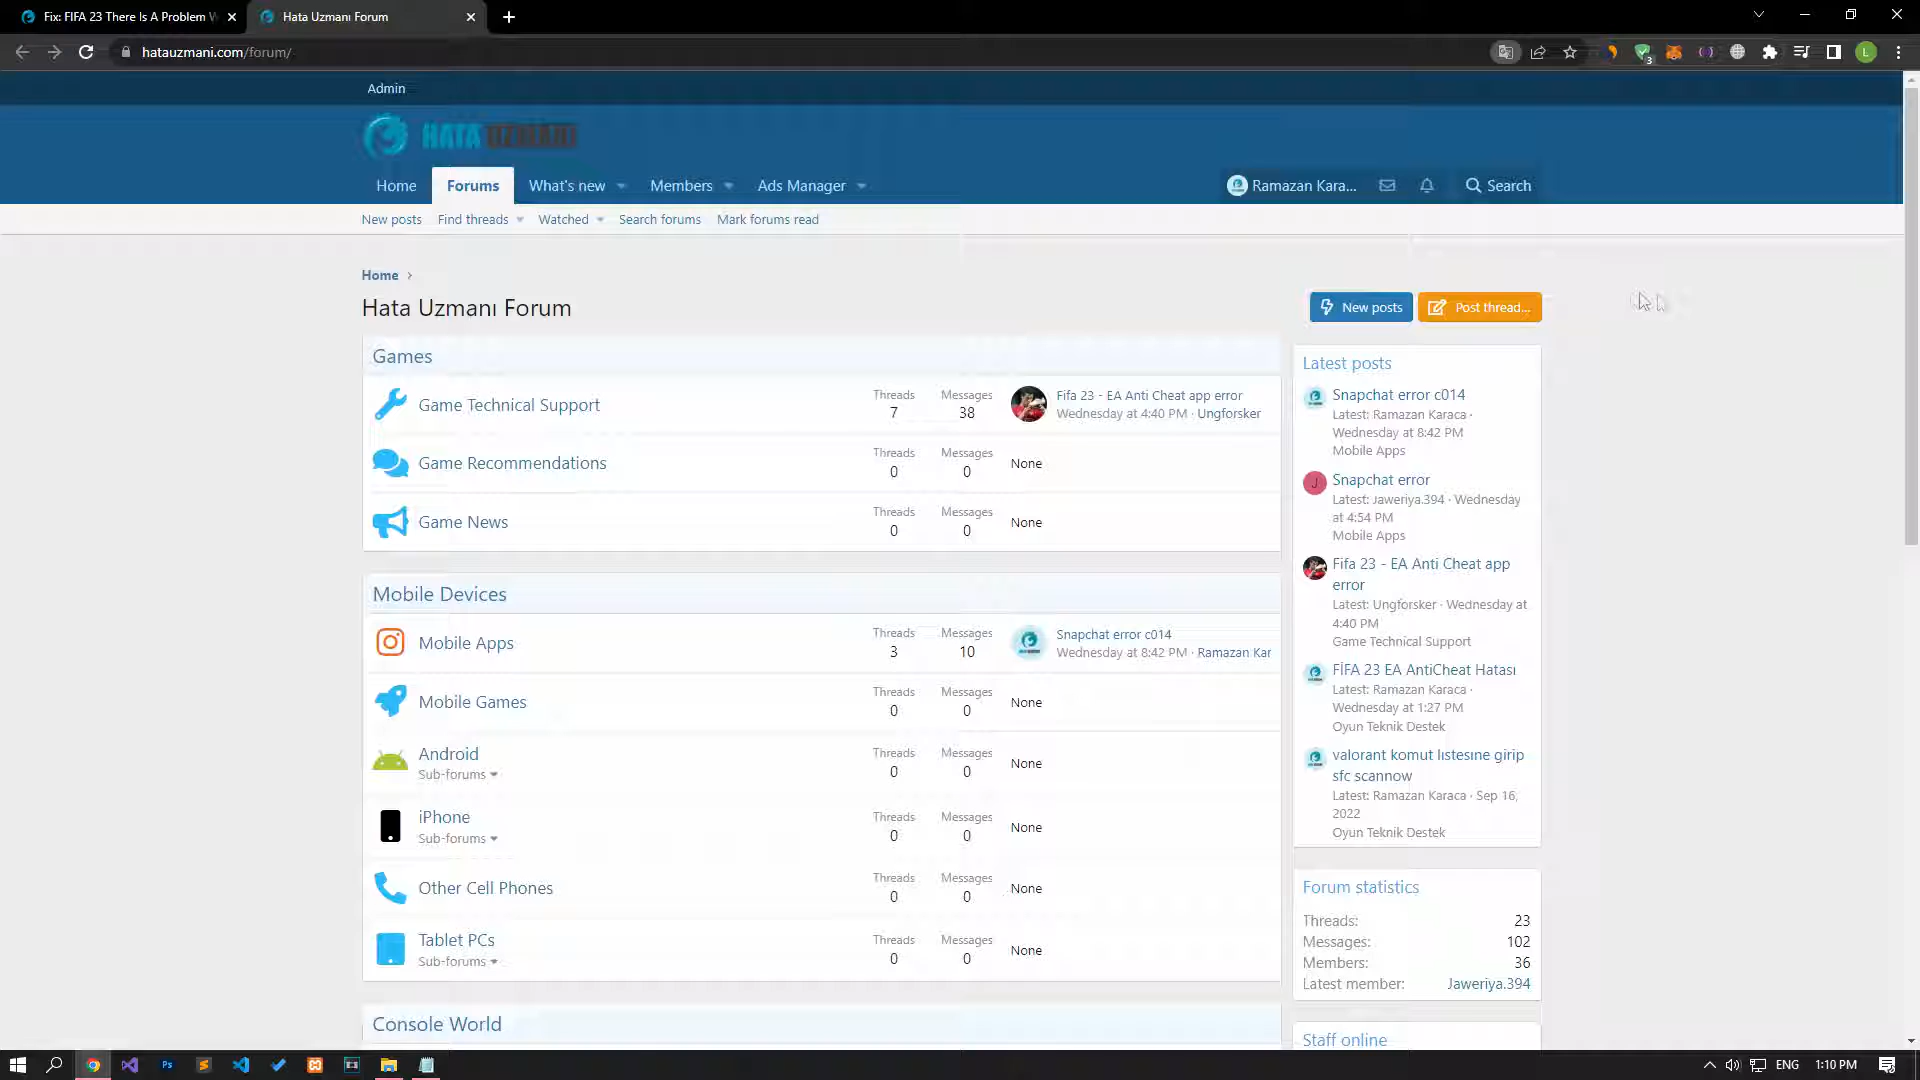 Fix: FIFA 23 There Is A Problem W
Hata Uzmanı Forum
hatauzmani.com/forum/
3
L
Admin
HATA UZMANI
Home
Forums
What's new
Members
Ads Manager
Ramazan Kara...
Search
New posts
Find threads
Watched
Search forums
Mark forums read
Home
Hata Uzmanı Forum
New posts
Post thread...
Games
Game Technical Support
Threads
7
Messages
38
Fifa 23 - EA Anti Cheat app error
Wednesday at 4:40 PM · Ungforsker
Game Recommendations
Threads
0
Messages
0
None
Game News
Threads
0
Messages
0
None
Mobile Devices
Mobile Apps
Threads
3
Messages
10
Snapchat error c014
Wednesday at 8:42 PM · Ramazan Kar
Mobile Games
Threads
0
Messages
0
None
Android
Sub-forums
Threads
0
Messages
0
None
iPhone
Sub-forums
Threads
0
Messages
0
None
Other Cell Phones
Threads
0
Messages
0
None
Tablet PCs
Sub-forums
Threads
0
Messages
0
None
Console World
Latest posts
Snapchat error c014
Latest: Ramazan Karaca ·
Wednesday at 8:42 PM
Mobile Apps
J
Snapchat error
Latest: Jaweriya.394 · Wednesday
at 4:54 PM
Mobile Apps
Fifa 23 - EA Anti Cheat app
error
Latest: Ungforsker · Wednesday at
4:40 PM
Game Technical Support
FİFA 23 EA AntiCheat Hatası
Latest: Ramazan Karaca ·
Wednesday at 1:27 PM
Oyun Teknik Destek
valorant komut lıstesıne girip
sfc scannow
Latest: Ramazan Karaca · Sep 16,
2022
Oyun Teknik Destek
Forum statistics
Threads: 23
Messages: 102
Members: 36
Latest member: Jaweriya.394
Staff online
Ps
ENG
1:10 PM